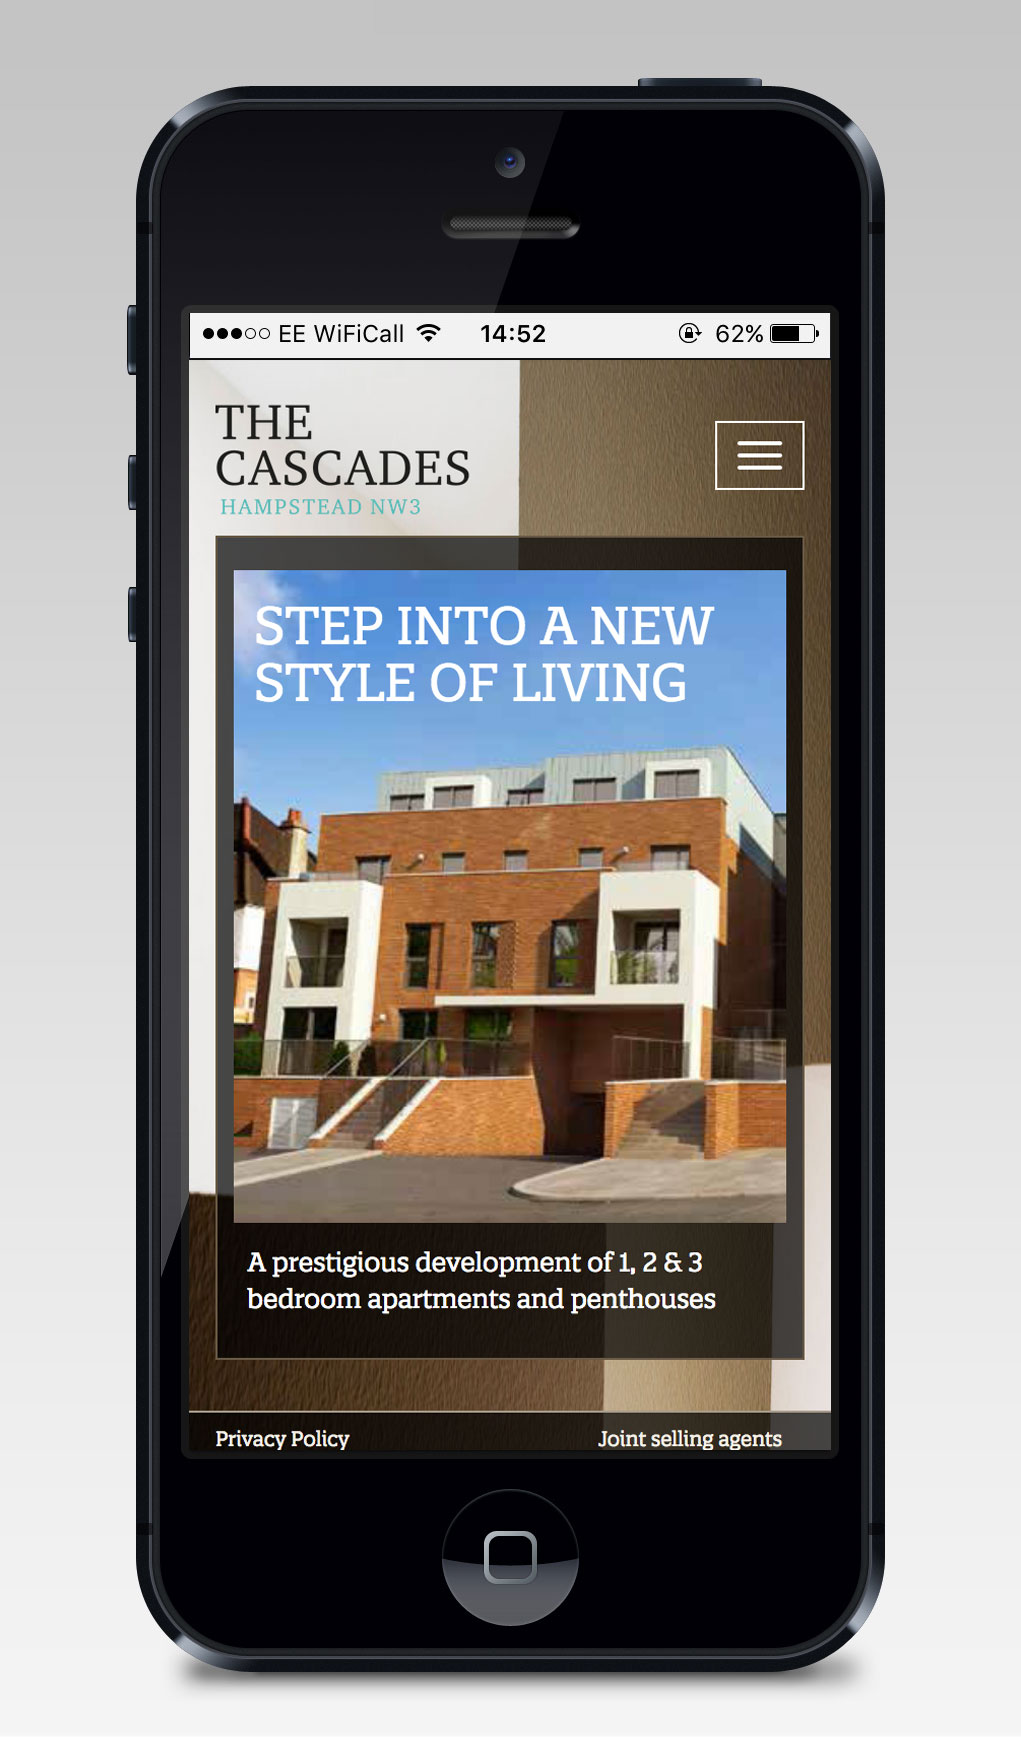 EE WiFiCall 14:52 62%
THE
CASCADES
HAMPSTEAD NW3
STEP INTO A NEW
STYLE OF LIVING
A prestigious development of 1, 2 & 3
bedroom apartments and penthouses
Privacy Policy Joint selling agents